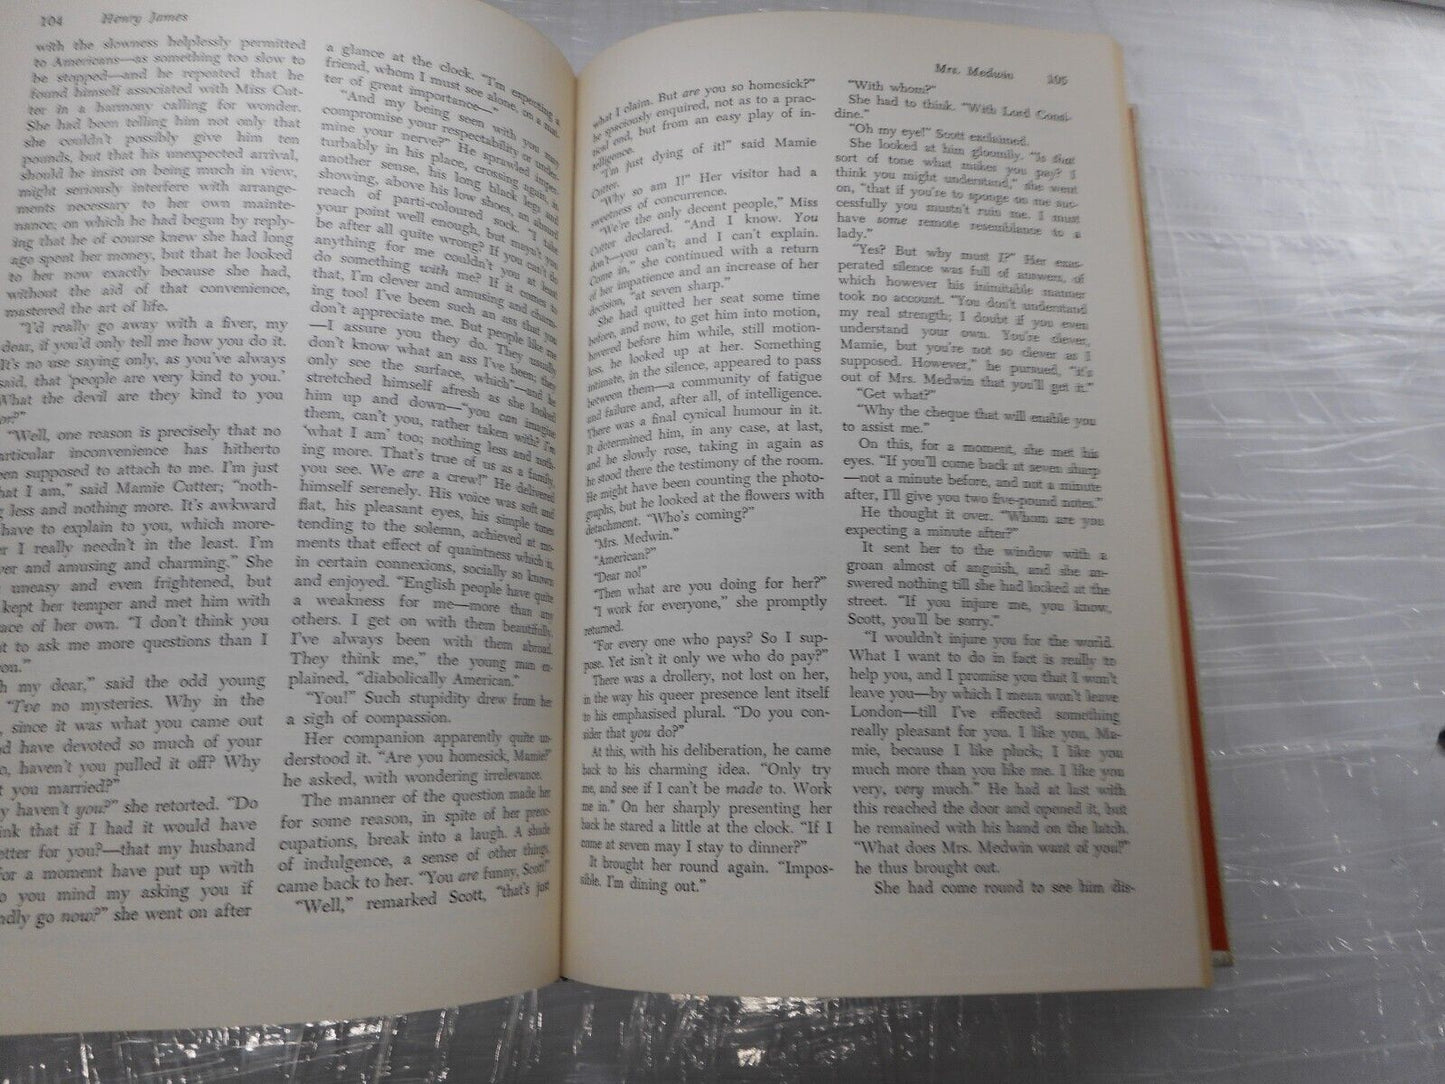 104 Henry James
with the slowness helplessly permitted
to Americans—as something too slow to
be stopped—and he repeated that he
found himself associated with Miss Cut-
ter in a harmony calling for wonder.
She had been telling him not only that
she couldn't possibly give him ten
pounds, but that his unexpected arrival,
should he insist on being much in view,
might seriously interfere with arrange-
ments necessary to her own mainte-
nance; on which he had begun by reply-
ing that he of course knew she had long
ago spent her money, but that he looked
to her now exactly because she had,
without the aid of that convenience,
mastered the art of life.
"I'd really go away with a fiver, my
dear, if you'd only tell me how you do it.
It's no use saying only, as you've always
said, that 'people are very kind to you.'
What the devil are they kind to you
for?"
"Well, one reason is precisely that no
articular inconvenience has hitherto
en supposed to attach to me. I'm just
hat I am," said Mamie Cutter; "noth-
g less and nothing more. It's awkward
have to explain to you, which more-
er I really needn't in the least. I'm
ver and amusing and charming." She
uneasy and even frightened, but
kept her temper and met him with
ace of her own. "I don't think you
t to ask me more questions than I
on."
h my dear," said the odd young
"I've no mysteries. Why in the
, since it was what you came out
d have devoted so much of your
o, haven't you pulled it off? Why
t you married?"
y haven't you?" she retorted. "Do
ink that if I had it would have
etter for you?—that my husband
for a moment have put up with
o you mind my asking you if
ndly go now?" she went on after
a glance at the clock. "I'm expecting a
friend, whom I must see alone, on a mat-
ter of great importance—"
"And my being seen with you may
compromise your respectability or under-
mine your nerve?" He sprawled imper-
turbably in his place, crossing again, in
another sense, his long black legs and
showing, above his low shoes, an absurd
reach of parti-coloured sock. "I take
your point well enough, but mayn't you
be after all quite wrong? If you can't do
anything for me couldn't you at least
do something with me? If it comes to
that, I'm clever and amusing and charm-
ing too! I've been such an ass that you
don't appreciate me. But people like me
—I assure you they do. They usually
don't know what an ass I've been; they
only see the surface, which"—and he
stretched himself afresh as she looked
him up and down—"you can imagine
them, can't you, rather taken with? I'm
'what I am' too; nothing less and noth-
ing more. That's true of us as a family,
you see. We are a crew!" He delivered
himself serenely. His voice was soft and
flat, his pleasant eyes, his simple tones
tending to the solemn, achieved at mo-
ments that effect of quaintness which is,
in certain connexions, socially so known
and enjoyed. "English people have quite
a weakness for me—more than any
others. I get on with them beautifully.
I've always been with them abroad.
They think me," the young man ex-
plained, "diabolically American."
"You!" Such stupidity drew from her
a sigh of compassion.
Her companion apparently quite un-
derstood it. "Are you homesick, Mamie?"
he asked, with wondering irrelevance.
The manner of the question made her
for some reason, in spite of her preoc-
cupations, break into a laugh. A shade
of indulgence, a sense of other things,
came back to her. "You are funny, Scott!"
"Well," remarked Scott, "that's just
Mrs. Medwin 105
what I claim. But are you so homesick?"
he spaciously enquired, not as to a prac-
tical end, but from an easy play of in-
telligence.
"I'm just dying of it!" said Mamie
Cutter.
"Why so am I!" Her visitor had a
sweetness of concurrence.
"We're the only decent people," Miss
Cutter declared. "And I know. You
don't—you can't; and I can't explain.
Come in," she continued with a return
of her impatience and an increase of her
decision, "at seven sharp."
She had quitted her seat some time
before, and now, to get him into motion,
hovered before him while, still motion-
less, he looked up at her. Something
intimate, in the silence, appeared to pass
between them—a community of fatigue
and failure and, after all, of intelligence.
There was a final cynical humour in it.
It determined him, in any case, at last,
and he slowly rose, taking in again as
he stood there the testimony of the room.
He might have been counting the photo-
graphs, but he looked at the flowers with
detachment. "Who's coming?"
"Mrs. Medwin."
"American?"
"Dear no!"
"Then what are you doing for her?"
"I work for everyone," she promptly
returned.
"For every one who pays? So I sup-
pose. Yet isn't it only we who do pay?"
There was a drollery, not lost on her,
in the way his queer presence lent itself
to his emphasised plural. "Do you con-
sider that you do?"
At this, with his deliberation, he came
back to his charming idea. "Only try
me, and see if I can't be made to. Work
me in." On her sharply presenting her
back he stared a little at the clock. "If I
come at seven may I stay to dinner?"
It brought her round again. "Impos-
sible. I'm dining out."
"With whom?"
She had to think. "With Lord Consi-
dine."
"Oh my eye!" Scott exclaimed.
She looked at him gloomily. "Is that
sort of tone what makes you pay? I
think you might understand," she went
on, "that if you're to sponge on me suc-
cessfully you mustn't ruin me. I must
have some remote resemblance to a
lady."
"Yes? But why must I?" Her exas-
perated silence was full of answers, of
which however his inimitable manner
took no account. "You don't understand
my real strength; I doubt if you even
understand your own. You're clever,
Mamie, but you're not so clever as I
supposed. However," he pursued, "it's
out of Mrs. Medwin that you'll get it."
"Get what?"
"Why the cheque that will enable you
to assist me."
On this, for a moment, she met his
eyes. "If you'll come back at seven sharp
—not a minute before, and not a minute
after, I'll give you two five-pound notes."
He thought it over. "Whom are you
expecting a minute after?"
It sent her to the window with a
groan almost of anguish, and she an-
swered nothing till she had looked at the
street. "If you injure me, you know,
Scott, you'll be sorry."
"I wouldn't injure you for the world.
What I want to do in fact is really to
help you, and I promise you that I won't
leave you—by which I mean won't leave
London—till I've effected something
really pleasant for you. I like you, Ma-
mie, because I like pluck; I like you
much more than you like me. I like you
very, very much." He had at last with
this reached the door and opened it, but
he remained with his hand on the latch.
"What does Mrs. Medwin want of you?"
he thus brought out.
She had come round to see him dis-